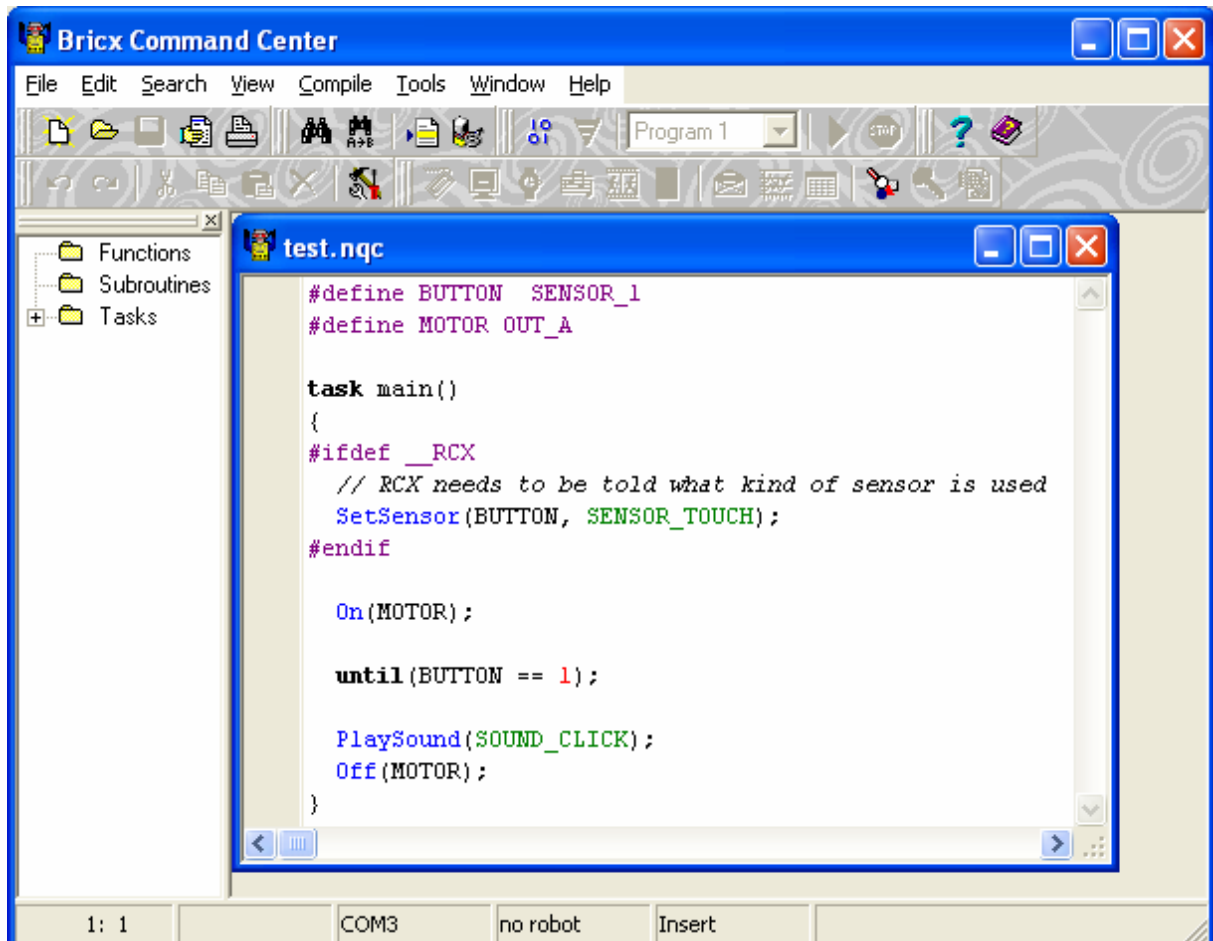 Bricx Command Center
File Edit Search View Compile Tools Window Help
A+B
10
01
Program 1
STOP
?
Functions
Subroutines
Tasks
test.nqc
#define BUTTON  SENSOR_1
#define MOTOR OUT_A
task main()
{
#ifdef __RCX
// RCX needs to be told what kind of sensor is used
SetSensor(BUTTON, SENSOR_TOUCH);
#endif
On(MOTOR);
until(BUTTON == 1);
PlaySound(SOUND_CLICK);
Off(MOTOR);
}
1: 1 COM3 no robot Insert